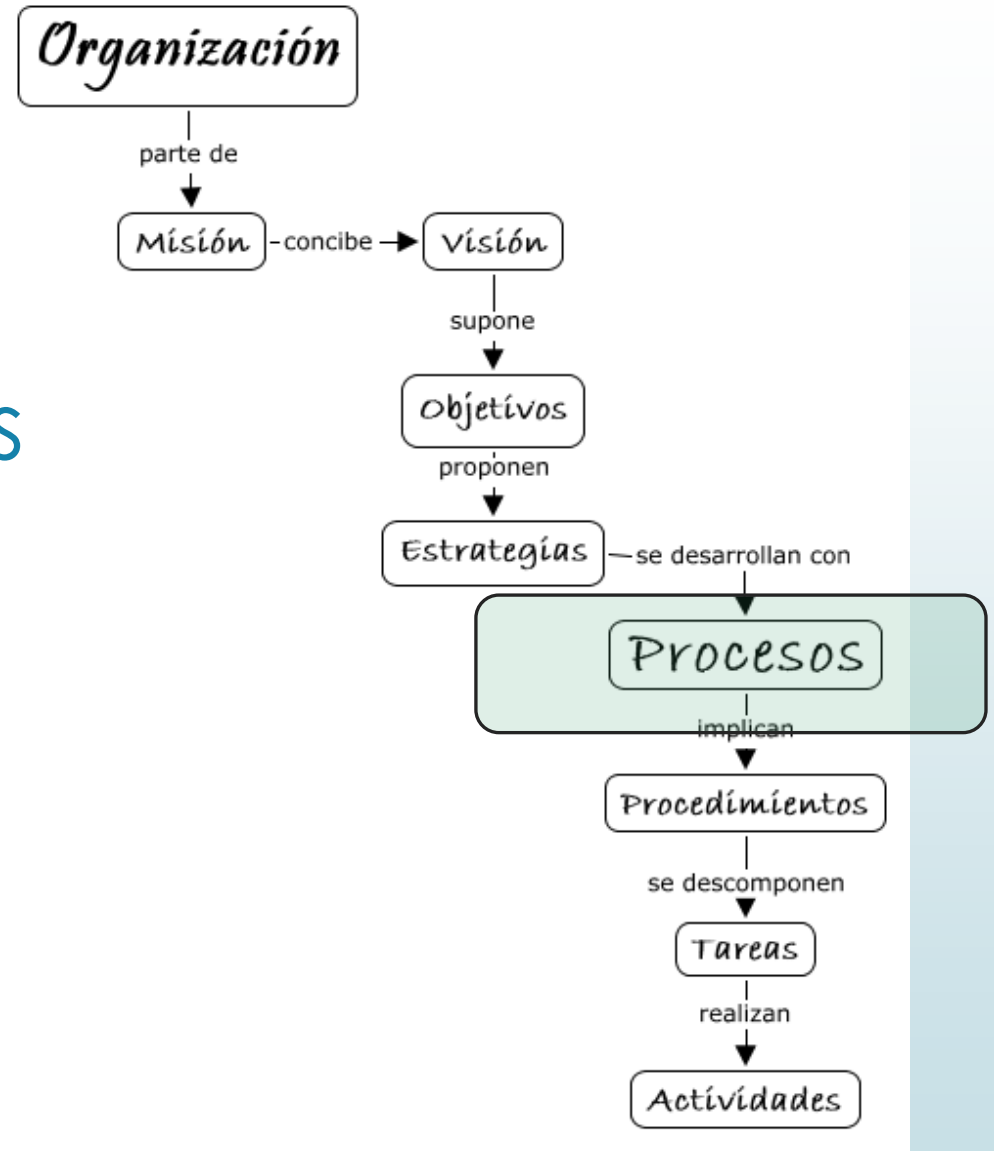 Organización
parte de
Misión
concibe
Visión
supone
Objetivos
s
proponen
Estrategias
se desarrollan con
Procesos
implican
Procedimientos
se descomponen
Tareas
realizan
Actividades